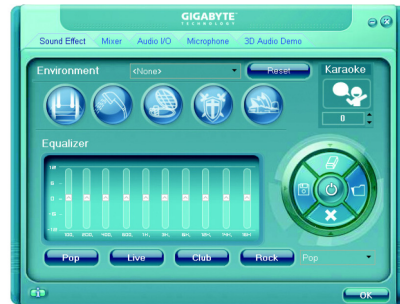 GIGABYTE
TECHNOLOGY
Sound Effect Mixer Audio I/O Microphone 3D Audio Demo
Environment <None> Reset Karaoke
0
Equalizer
Pop Live Club Rock Pop
OK